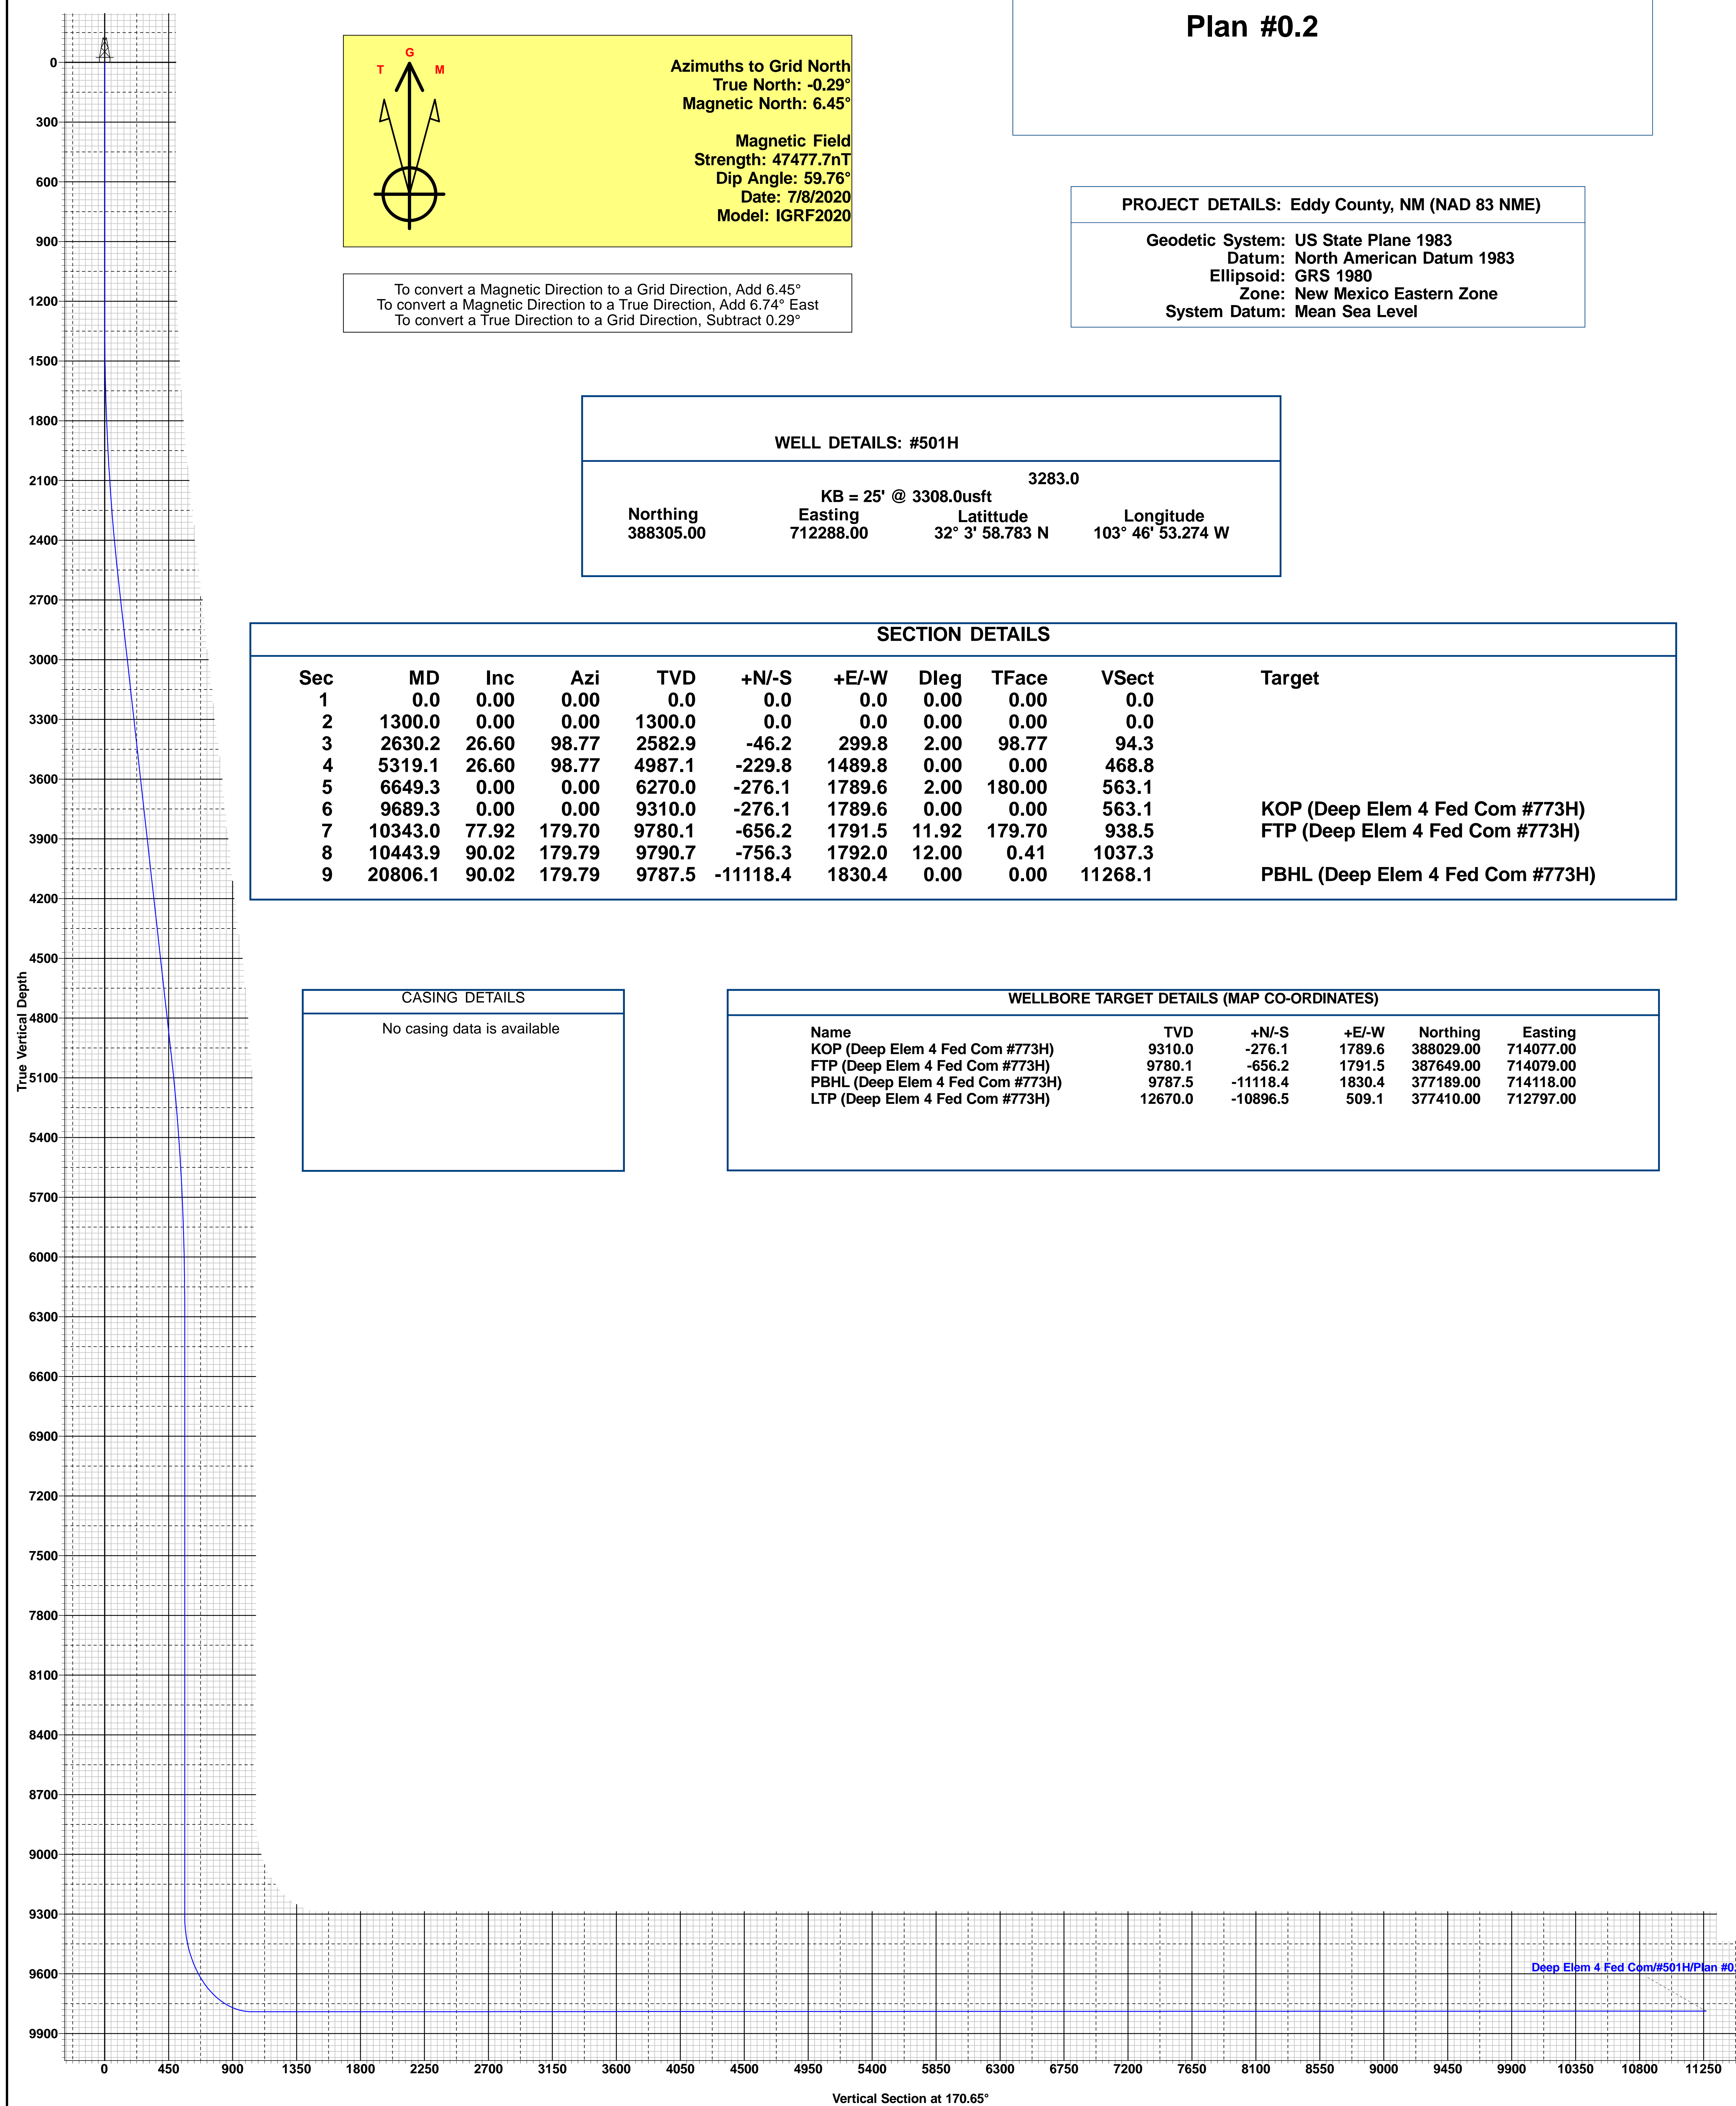 Plan #0.2
G
T M
Azimuths to Grid North
True North: -0.29°
Magnetic North: 6.45°
Magnetic Field
Strength: 47477.7nT
Dip Angle: 59.76°
Date: 7/8/2020
Model: IGRF2020
To convert a Magnetic Direction to a Grid Direction, Add 6.45°
To convert a Magnetic Direction to a True Direction, Add 6.74° East
To convert a True Direction to a Grid Direction, Subtract 0.29°
PROJECT DETAILS: Eddy County, NM (NAD 83 NME)
Geodetic System: US State Plane 1983
Datum: North American Datum 1983
Ellipsoid: GRS 1980
Zone: New Mexico Eastern Zone
System Datum: Mean Sea Level
WELL DETAILS: #501H
3283.0
KB = 25' @ 3308.0usft
Northing Easting Latittude Longitude
388305.00 712288.00 32° 3' 58.783 N 103° 46' 53.274 W
SECTION DETAILS
Sec MD Inc Azi TVD +N/-S +E/-W Dleg TFace VSect Target
1 0.0 0.00 0.00 0.0 0.0 0.0 0.00 0.00 0.0
2 1300.0 0.00 0.00 1300.0 0.0 0.0 0.00 0.00 0.0
3 2630.2 26.60 98.77 2582.9 -46.2 299.8 2.00 98.77 94.3
4 5319.1 26.60 98.77 4987.1 -229.8 1489.8 0.00 0.00 468.8
5 6649.3 0.00 0.00 6270.0 -276.1 1789.6 2.00 180.00 563.1
6 9689.3 0.00 0.00 9310.0 -276.1 1789.6 0.00 0.00 563.1 KOP (Deep Elem 4 Fed Com #773H)
7 10343.0 77.92 179.70 9780.1 -656.2 1791.5 11.92 179.70 938.5 FTP (Deep Elem 4 Fed Com #773H)
8 10443.9 90.02 179.79 9790.7 -756.3 1792.0 12.00 0.41 1037.3
9 20806.1 90.02 179.79 9787.5 -11118.4 1830.4 0.00 0.00 11268.1 PBHL (Deep Elem 4 Fed Com #773H)
CASING DETAILS
No casing data is available
WELLBORE TARGET DETAILS (MAP CO-ORDINATES)
Name TVD +N/-S +E/-W Northing Easting
KOP (Deep Elem 4 Fed Com #773H) 9310.0 -276.1 1789.6 388029.00 714077.00
FTP (Deep Elem 4 Fed Com #773H) 9780.1 -656.2 1791.5 387649.00 714079.00
PBHL (Deep Elem 4 Fed Com #773H) 9787.5 -11118.4 1830.4 377189.00 714118.00
LTP (Deep Elem 4 Fed Com #773H) 12670.0 -10896.5 509.1 377410.00 712797.00
True Vertical Depth
0
300
600
900
1200
1500
1800
2100
2400
2700
3000
3300
3600
3900
4200
4500
4800
5100
5400
5700
6000
6300
6600
6900
7200
7500
7800
8100
8400
8700
9000
9300
9600
9900
Deep Elem 4 Fed Com/#501H/Plan #0.
0 450 900 1350 1800 2250 2700 3150 3600 4050 4500 4950 5400 5850 6300 6750 7200 7650 8100 8550 9000 9450 9900 10350 10800 11250
Vertical Section at 170.65°